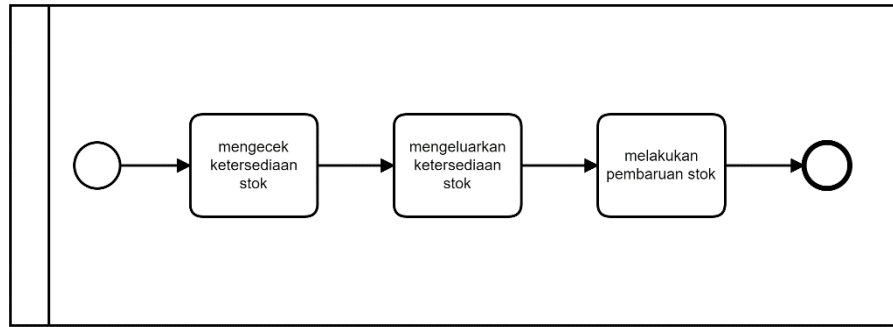 mengecek
ketersediaan
stok
mengeluarkan
ketersediaan
stok
melakukan
pembaruan stok